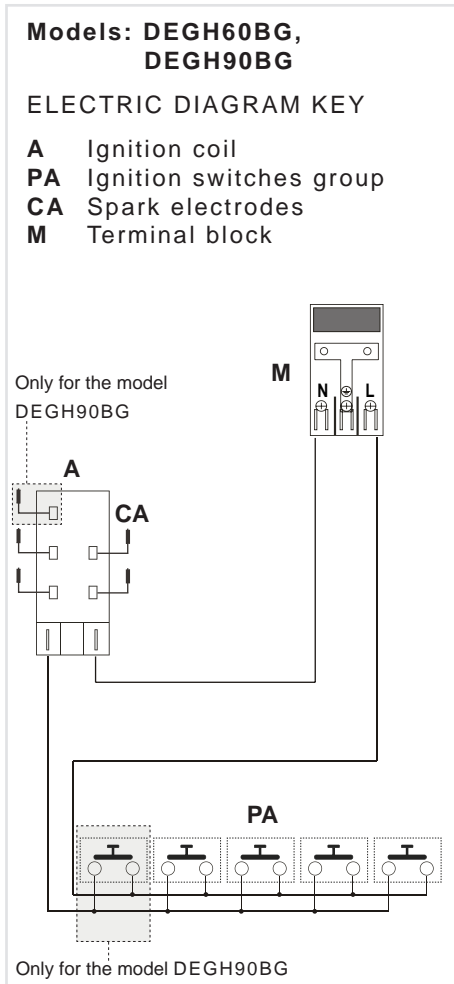 Models: DEGH60BG,
DEGH90BG
ELECTRIC DIAGRAM KEY
A Ignition coil
PA Ignition switches group
CA Spark electrodes
M Terminal block
M
N L
Only for the model
DEGH90BG
A
CA
PA
Only for the model DEGH90BG